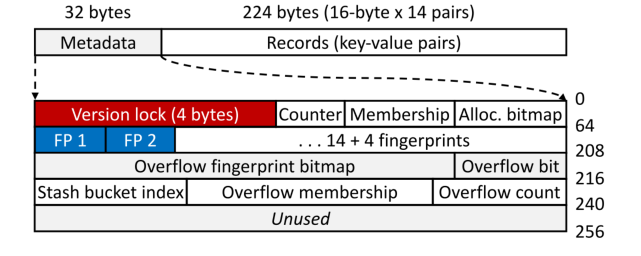 32 bytes 224 bytes (16-byte x 14 pairs)
Metadata Records (key-value pairs)
0
Version lock (4 bytes) Counter Membership Alloc. bitmap
64
FP 1 FP 2 . . . 14 + 4 fingerprints
208
Overflow fingerprint bitmap Overflow bit
216
Stash bucket index Overflow membership Overflow count
240
Unused
256